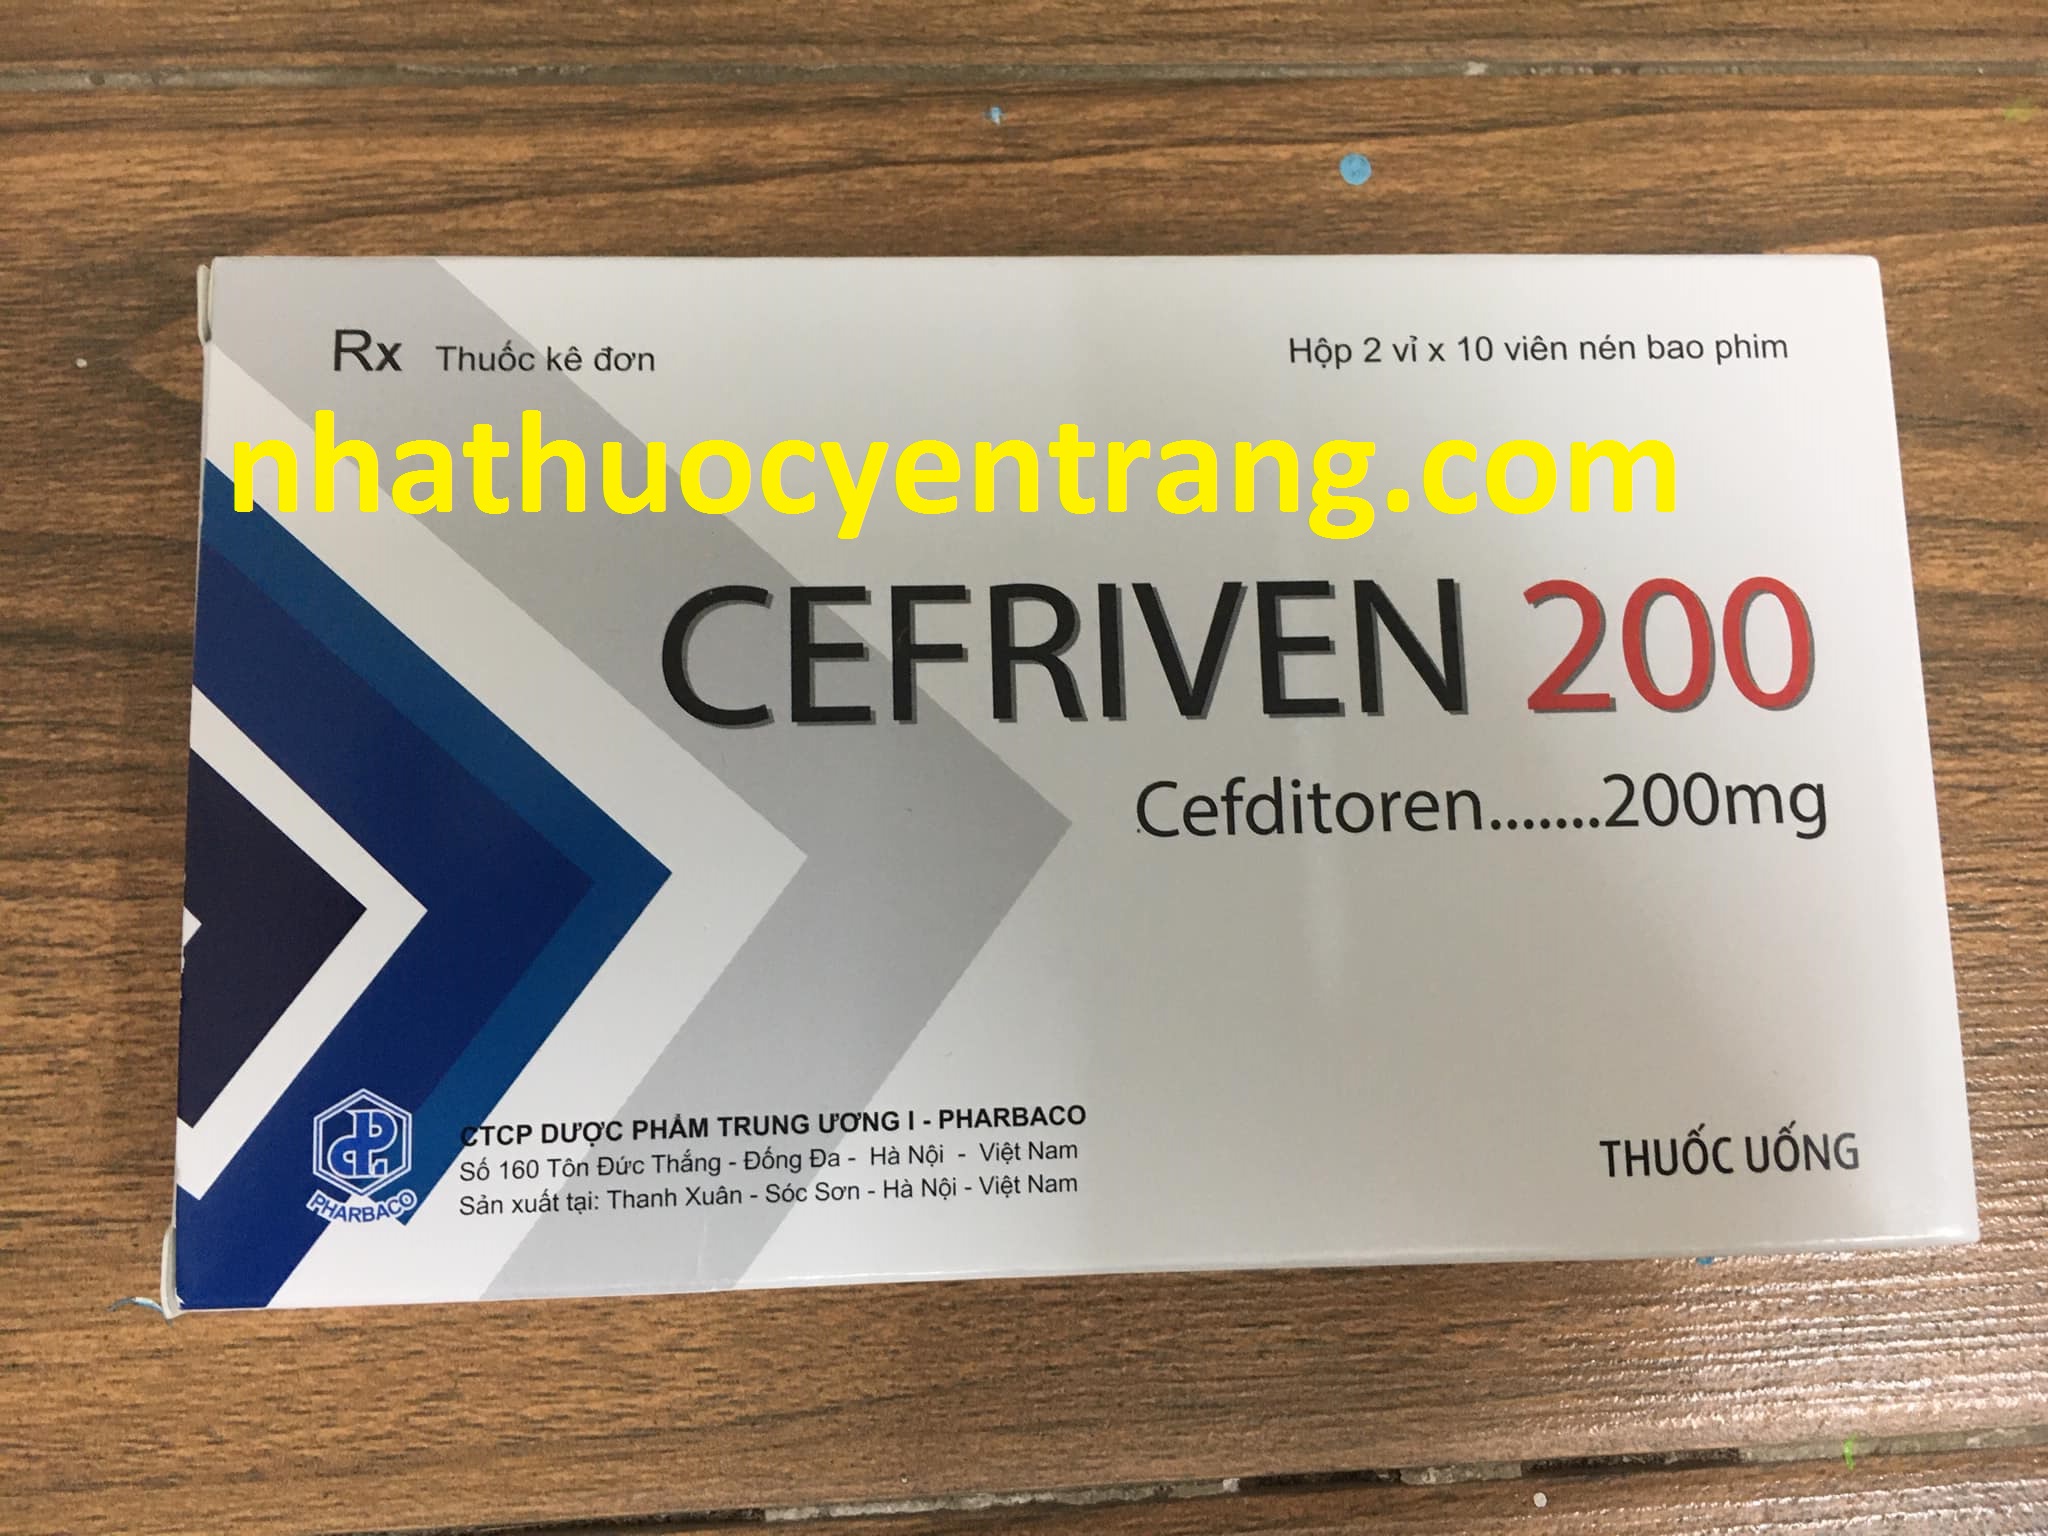 Rx Thuốc kê đơn
Hộp 2 vỉ x 10 viên nén bao phim
nhathuocyentrang.com
CEFRIVEN 200
Cefditoren.......200mg
CTCP DƯỢC PHẨM TRUNG ƯƠNG I - PHARBACO
Số 160 Tôn Đức Thắng - Đống Đa - Hà Nội - Việt Nam
Sản xuất tại: Thanh Xuân - Sóc Sơn - Hà Nội - Việt Nam
PHARBACO
THUỐC UỐNG